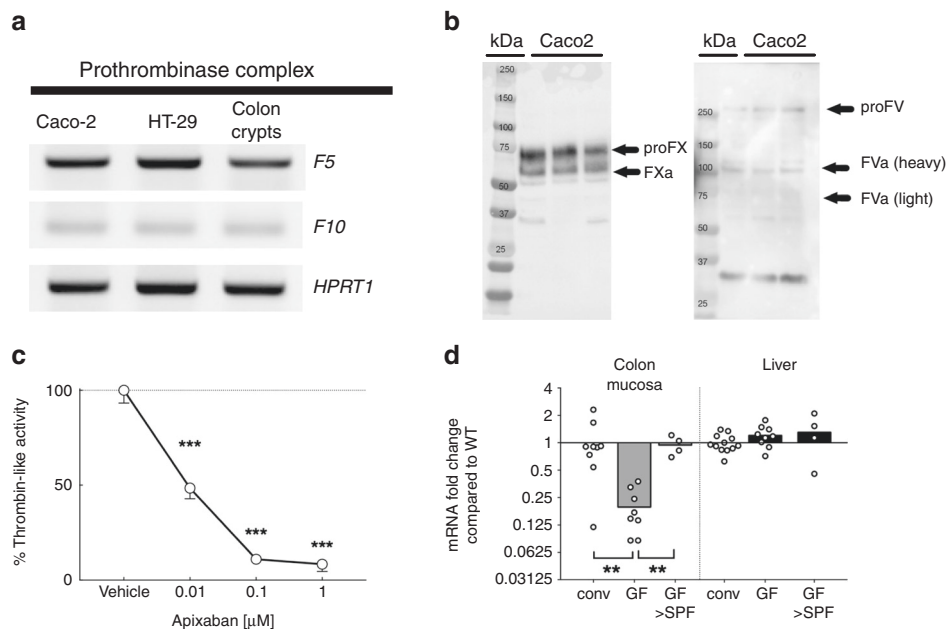 a
Prothrombinase complex
Caco-2 HT-29 Colon crypts
F5
F10
HPRT1
b
kDa Caco2
250
150
100
75
50
37
25
proFX
FXa
kDa Caco2
250
150
100
75
50
37
25
proFV
FVa (heavy)
FVa (light)
c
% Thrombin-like activity
100
50
0
***
***
***
Vehicle 0.01 0.1 1
Apixaban [µM]
d
Colon mucosa
Liver
mRNA fold change
compared to WT
4
2
1
0.5
0.25
0.125
0.0625
0.03125
** **
conv GF GF >SPF conv GF GF >SPF